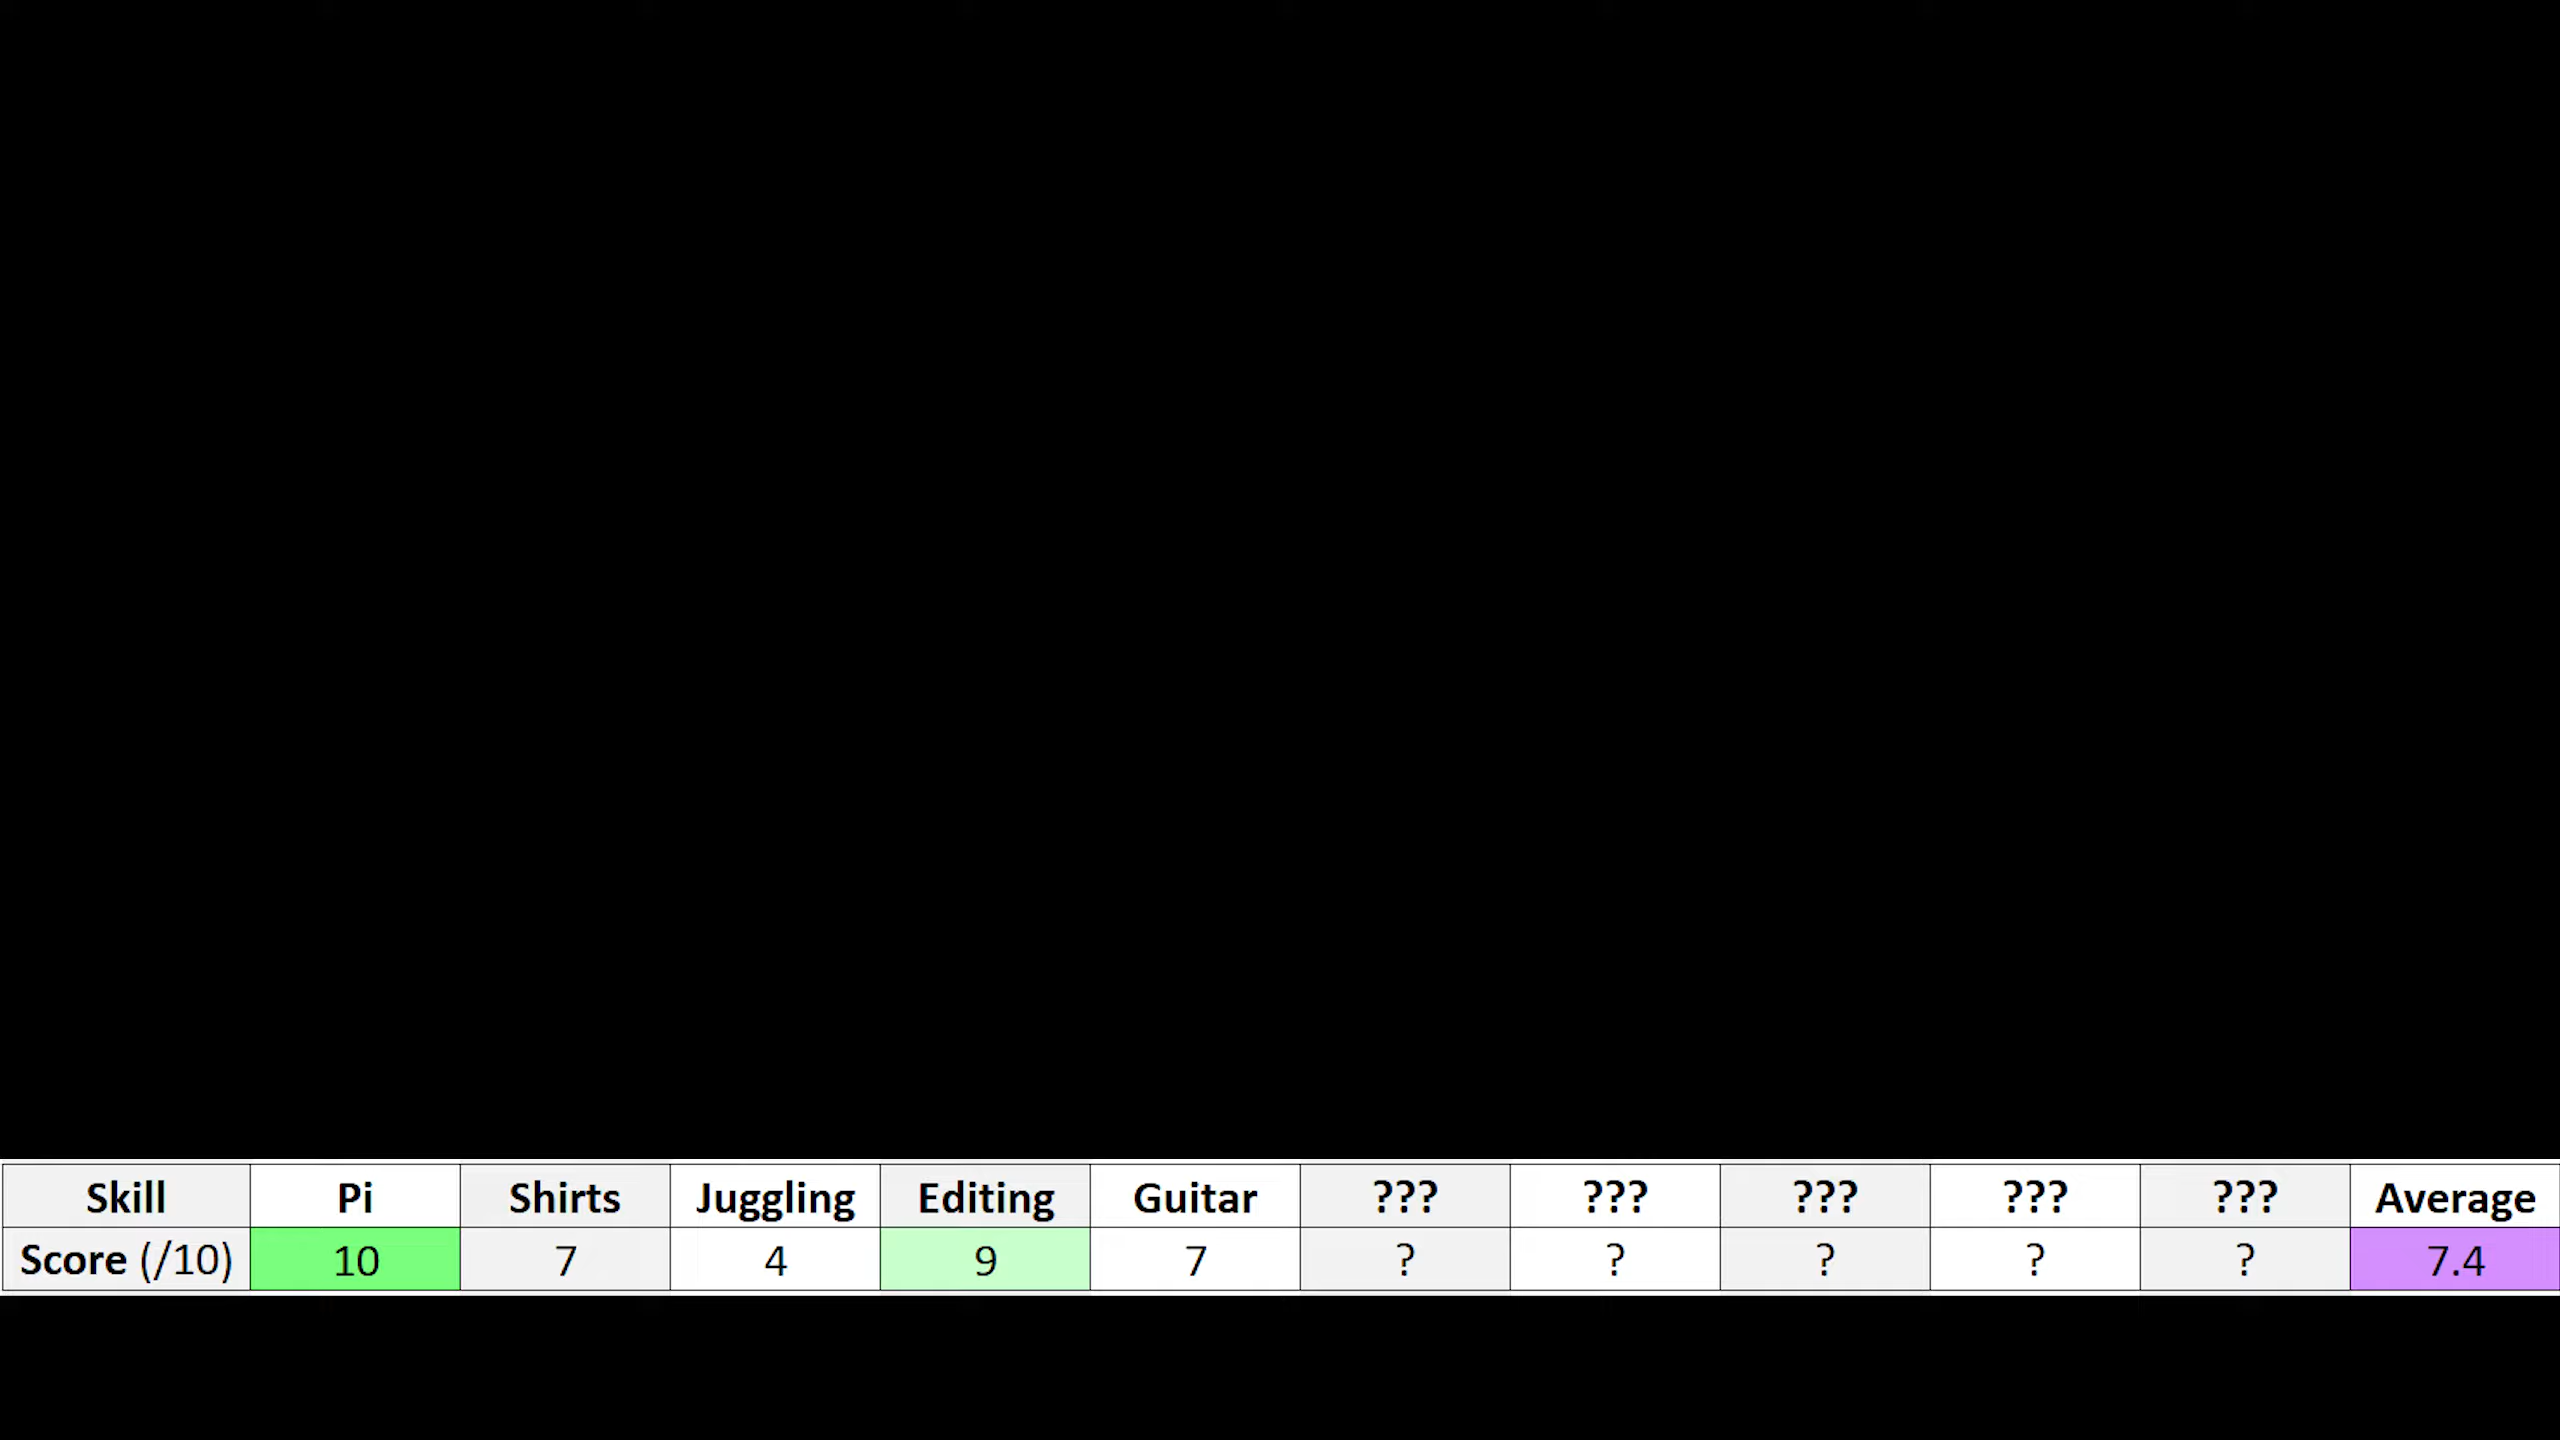 Skill Pi Shirts Juggling Editing Guitar ??? ??? ??? ??? ??? Average
Score (/10) 10 7 4 9 7 ? ? ? ? ? 7.4